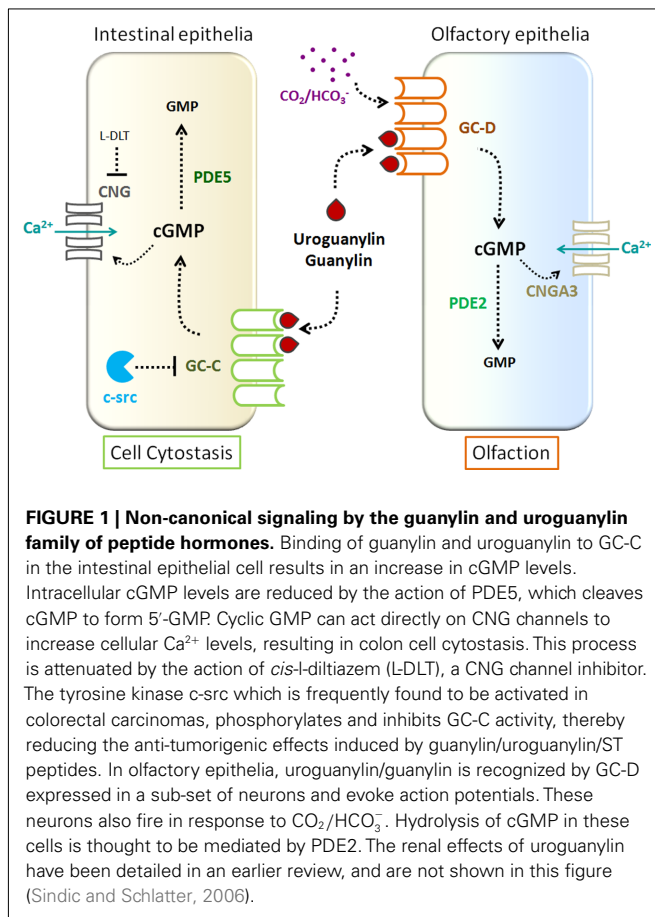 Intestinal epithelia
Olfactory epithelia
CO₂/HCO₃⁻
GMP
GC-D
L-DLT
PDE5
CNG
Ca²⁺
cGMP
Uroguanylin
Guanylin
cGMP
Ca²⁺
CNGA3
PDE2
GC-C
c-src
GMP
Cell Cytostasis
Olfaction
FIGURE 1 | Non-canonical signaling by the guanylin and uroguanylin
family of peptide hormones. Binding of guanylin and uroguanylin to GC-C
in the intestinal epithelial cell results in an increase in cGMP levels.
Intracellular cGMP levels are reduced by the action of PDE5, which cleaves
cGMP to form 5′-GMP. Cyclic GMP can act directly on CNG channels to
increase cellular Ca²⁺ levels, resulting in colon cell cytostasis. This process
is attenuated by the action of cis-l-diltiazem (L-DLT), a CNG channel inhibitor.
The tyrosine kinase c-src which is frequently found to be activated in
colorectal carcinomas, phosphorylates and inhibits GC-C activity, thereby
reducing the anti-tumorigenic effects induced by guanylin/uroguanylin/ST
peptides. In olfactory epithelia, uroguanylin/guanylin is recognized by GC-D
expressed in a sub-set of neurons and evoke action potentials. These
neurons also fire in response to CO₂/HCO₃⁻. Hydrolysis of cGMP in these
cells is thought to be mediated by PDE2. The renal effects of uroguanylin
have been detailed in an earlier review, and are not shown in this figure
(Sindic and Schlatter, 2006).